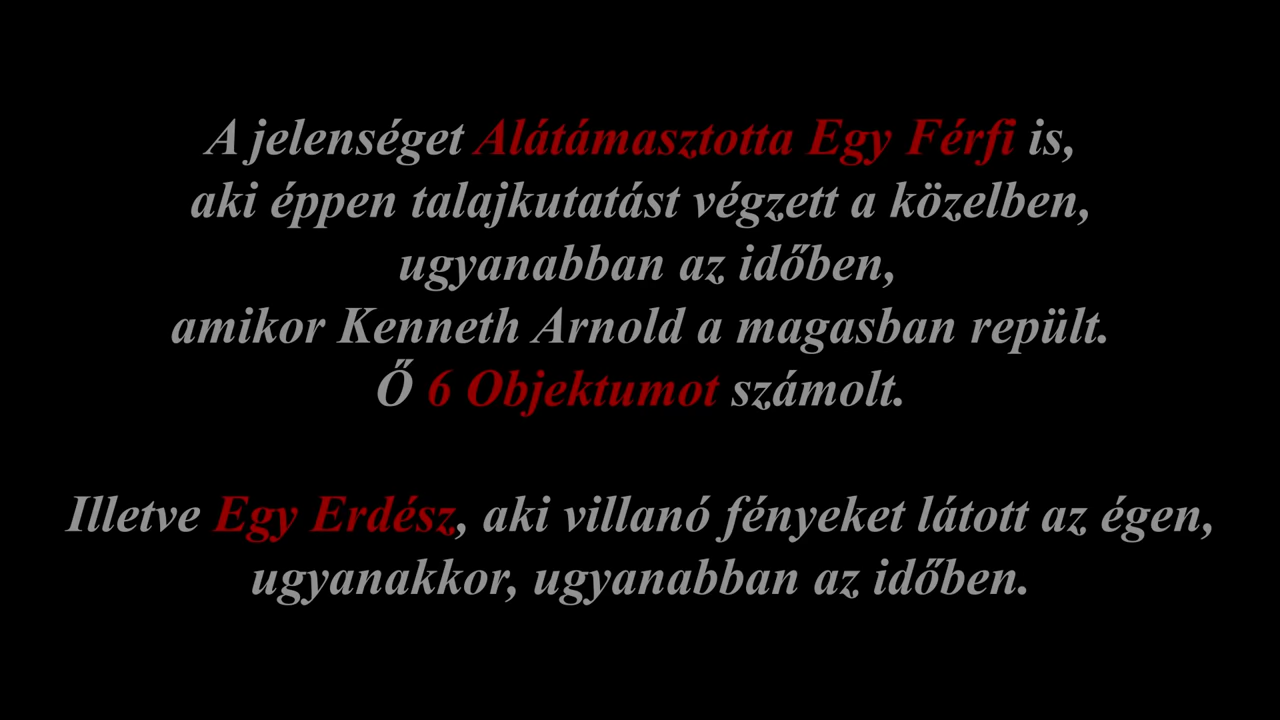 A jelenséget Alátámasztotta Egy Férfi is,
aki éppen talajkutatást végzett a közelben,
ugyanabban az időben,
amikor Kenneth Arnold a magasban repült.
Ő 6 Objektumot számolt.
Illetve Egy Erdész, aki villanó fényeket látott az égen,
ugyanakkor, ugyanabban az időben.